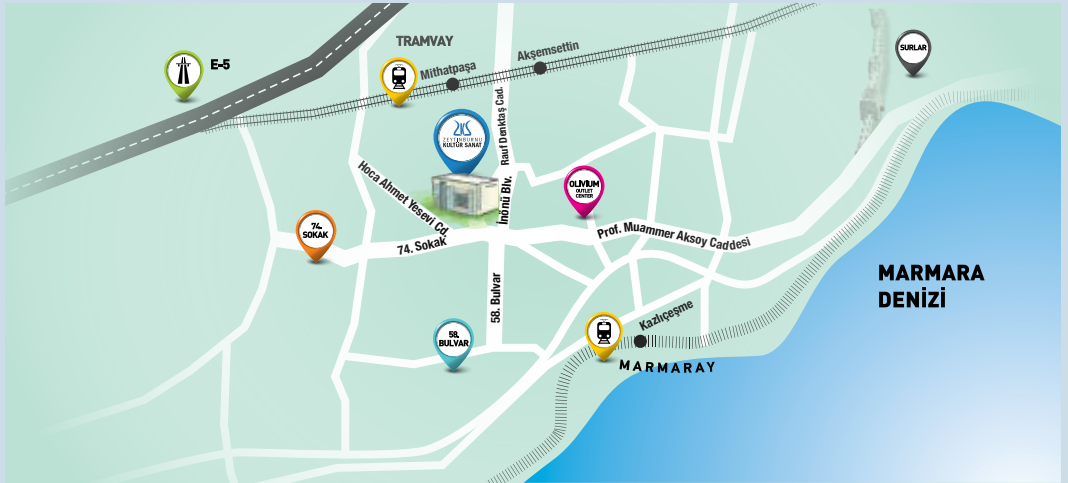 TRAMVAY
E-5
Mithatpaşa
Akşemsettin
SURLAR
ZEYTİNBURNU
KÜLTÜR SANAT
Rauf Denktaş Cad.
Hoca Ahmet Yesevi Cd.
İnönü Blv.
OLIVIUM
OUTLET
CENTER
74.
SOKAK
74. Sokak
Prof. Muammer Aksoy Caddesi
MARMARA
DENİZİ
58. Bulvar
58.
BULVAR
Kazlıçeşme
MARMARAY